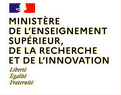 MINISTÈRE
DE L'ENSEIGNEMENT
SUPÉRIEUR,
DE LA RECHERCHE
ET DE L'INNOVATION
Liberté
Égalité
Fraternité